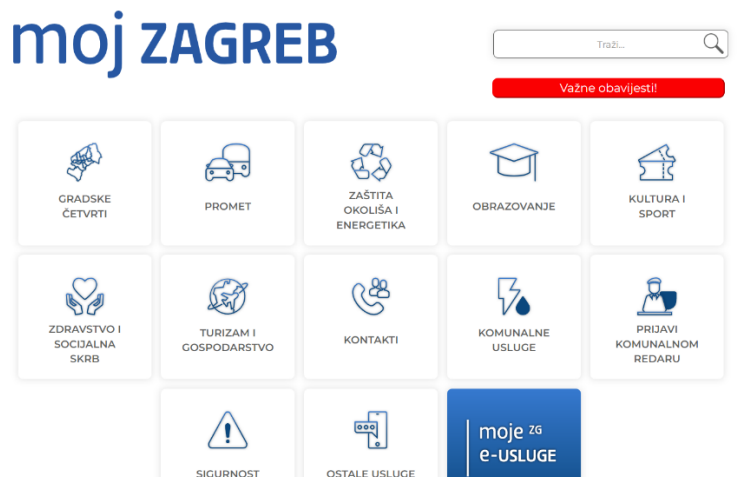 moj ZAGREB
Traži...
Važne obavijesti!
GRADSKE
ČETVRTI
PROMET
ZAŠTITA
OKOLIŠA I
ENERGETIKA
OBRAZOVANJE
KULTURA I
SPORT
ZDRAVSTVO I
SOCIJALNA
SKRB
TURIZAM I
GOSPODARSTVO
KONTAKTI
KOMUNALNE
USLUGE
PRIJAVI
KOMUNALNOM
REDARU
SIGURNOST
OSTALE USLUGE
moje ZG
e-USLUGE